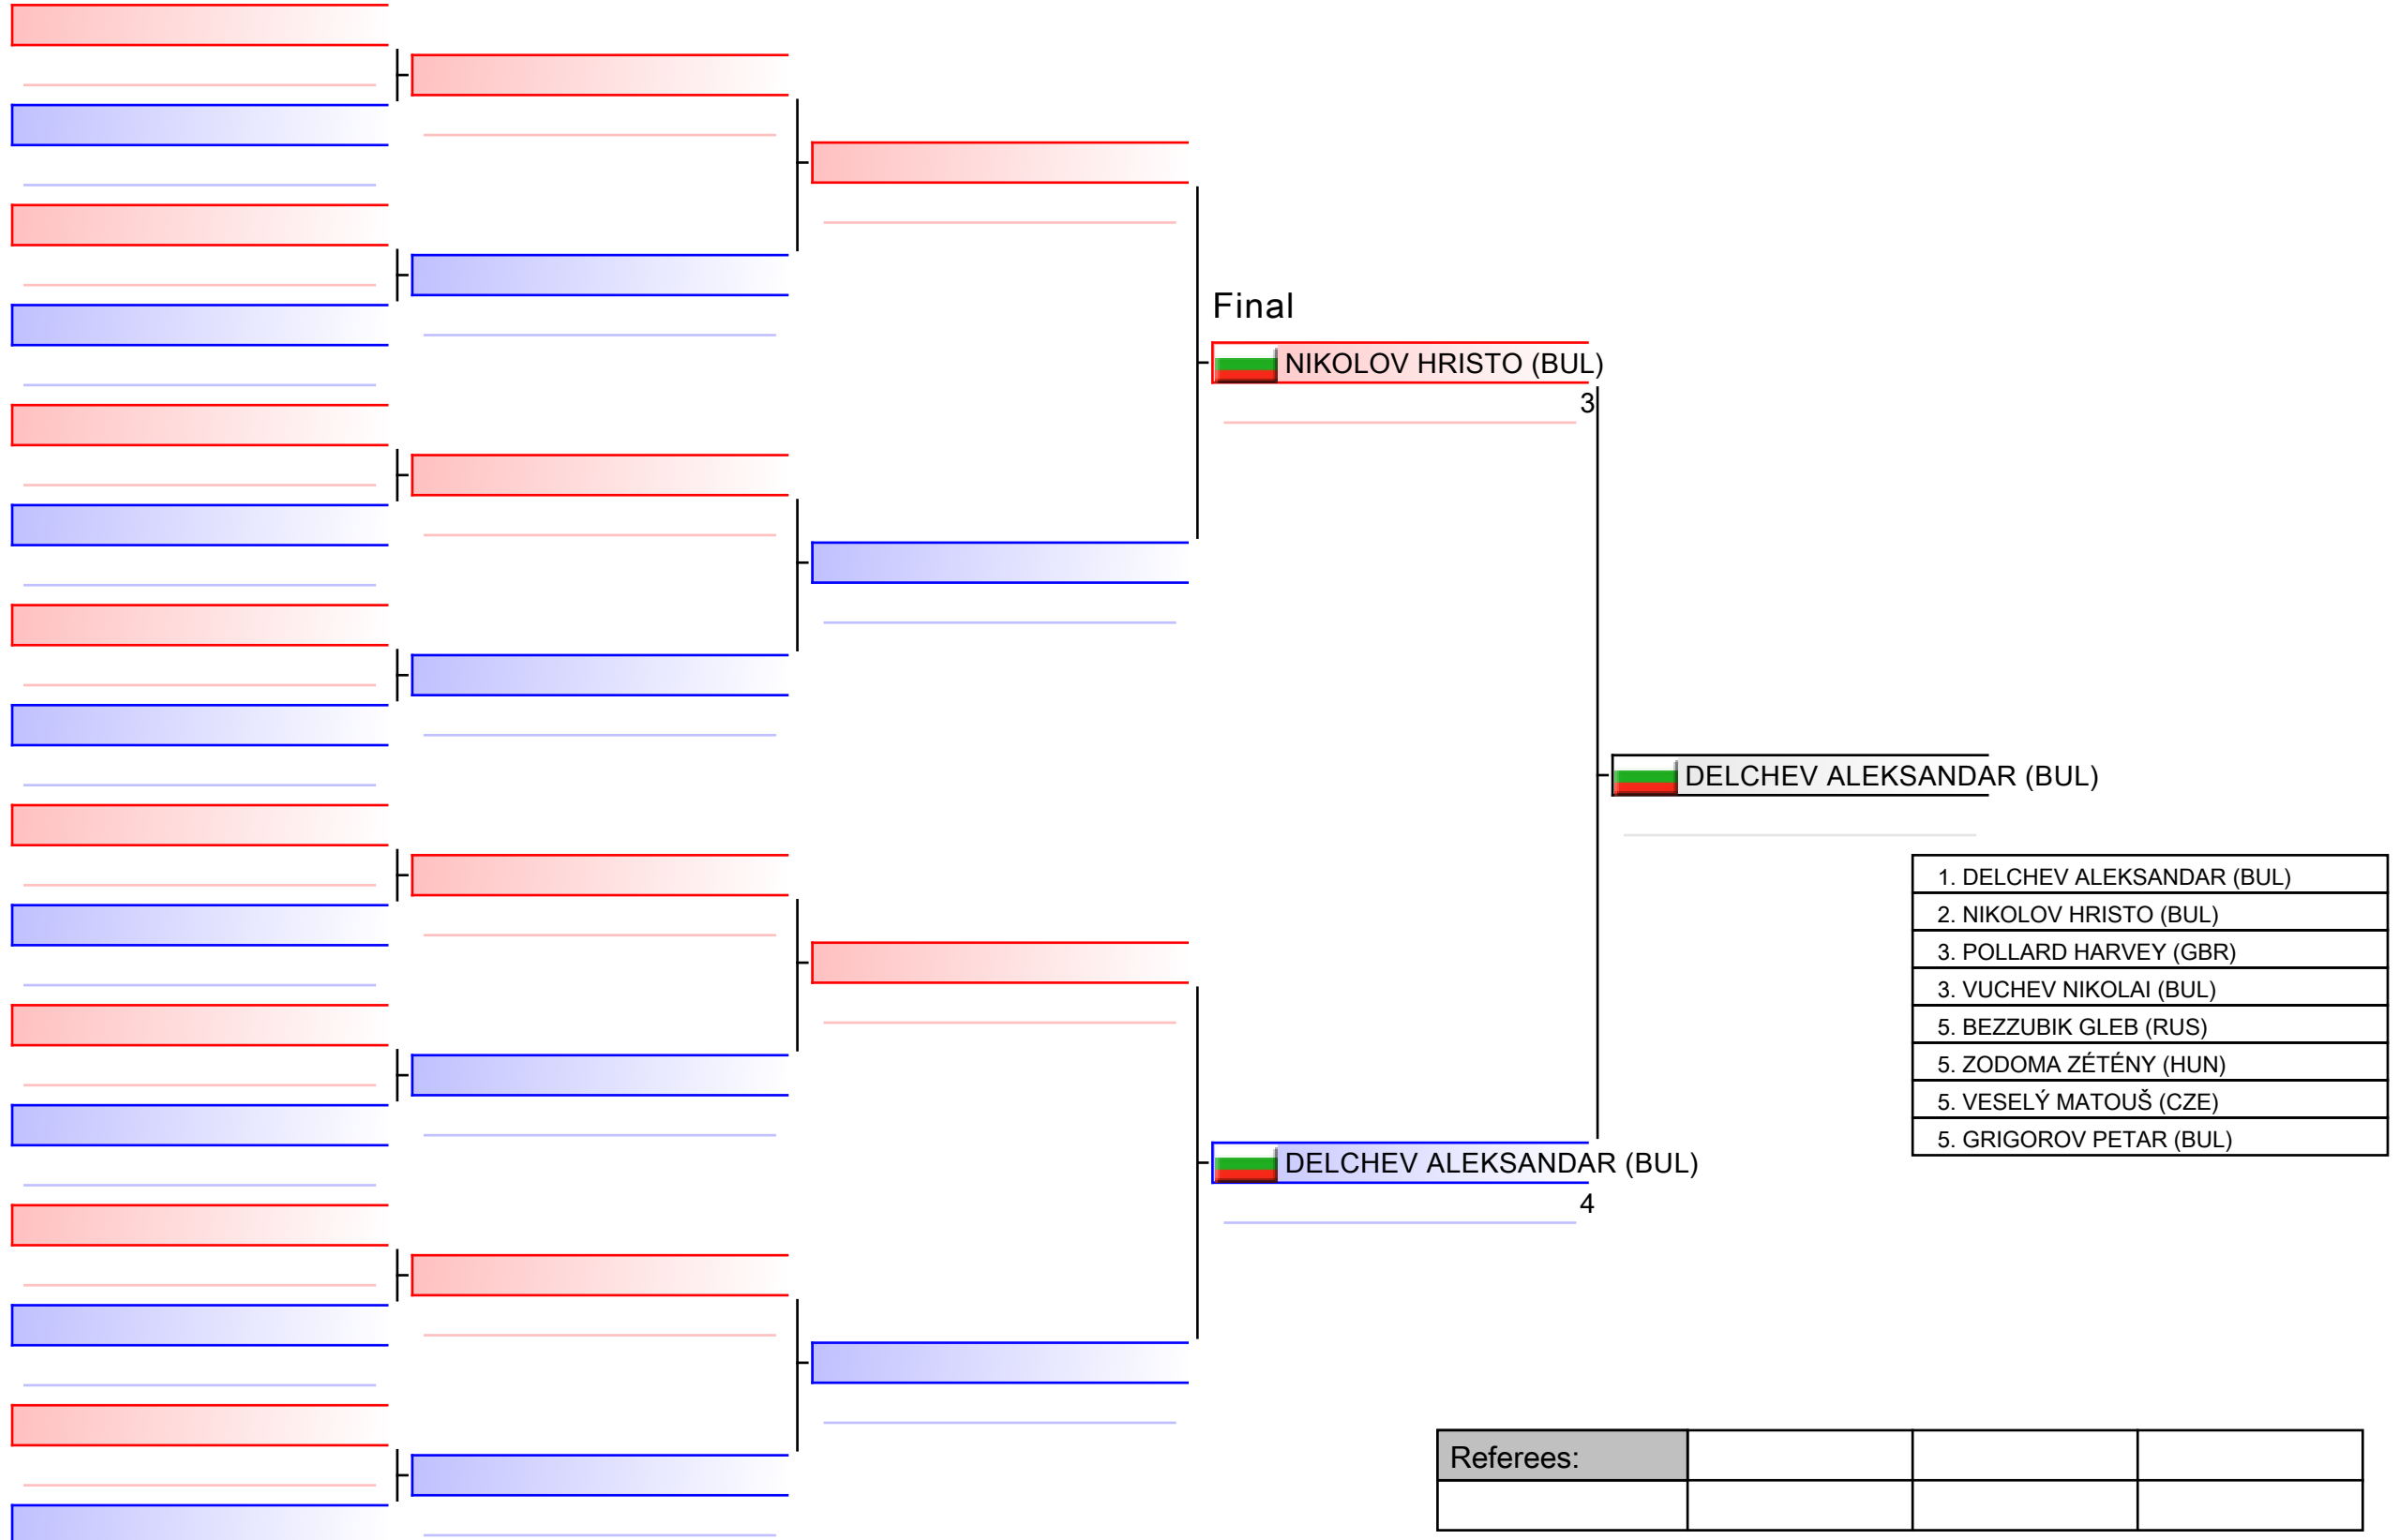 Final
NIKOLOV HRISTO (BUL)
3
DELCHEV ALEKSANDAR (BUL)
1. DELCHEV ALEKSANDAR (BUL)
2. NIKOLOV HRISTO (BUL)
3. POLLARD HARVEY (GBR)
3. VUCHEV NIKOLAI (BUL)
5. BEZZUBIK GLEB (RUS)
5. ZODOMA ZÉTÉNY (HUN)
5. VESELÝ MATOUŠ (CZE)
5. GRIGOROV PETAR (BUL)
DELCHEV ALEKSANDAR (BUL)
4
Referees: